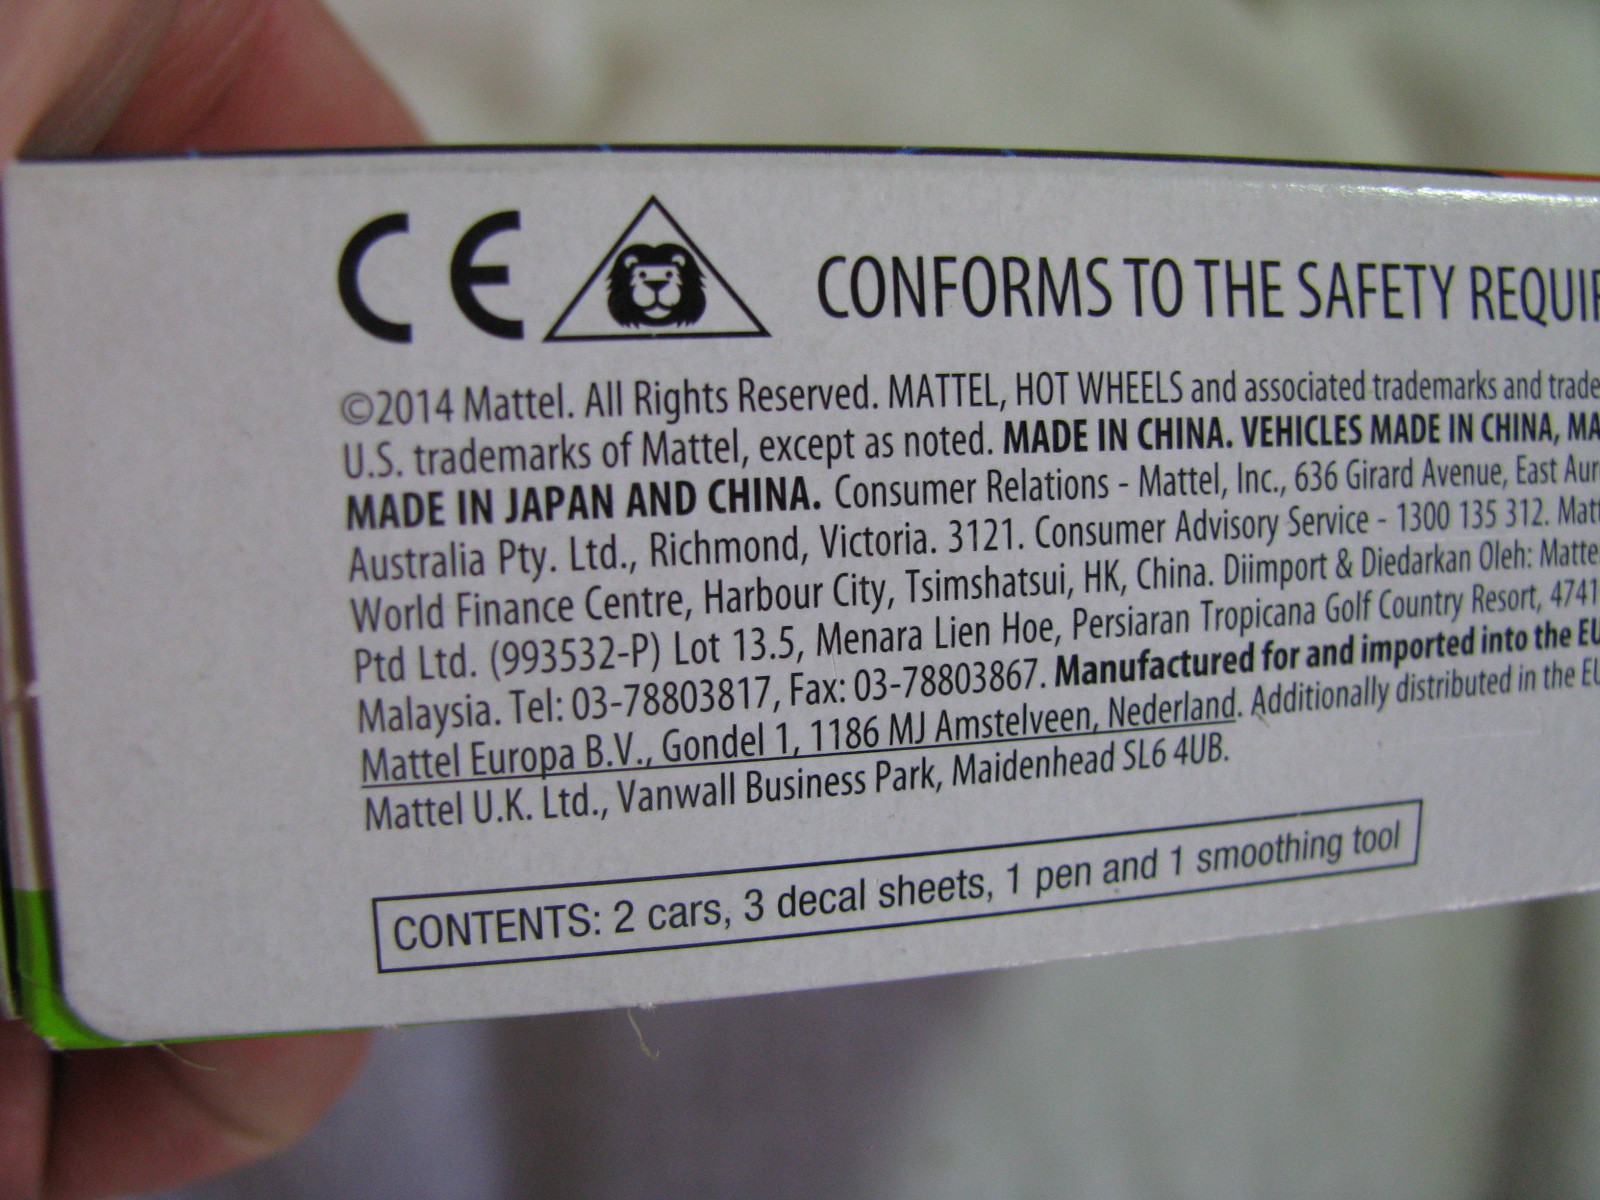 CE CONFORMS TO THE SAFETY
©2014 Mattel. All Rights Reserved. MATTEL, HOT WHEELS and associated trademarks and trade
U.S. trademarks of Mattel, except as noted. MADE IN CHINA. VEHICLES MADE IN CHINA,
MADE IN JAPAN AND CHINA. Consumer Relations - Mattel, Inc., 636 Girard Avenue, East
Australia Pty. Ltd., Richmond, Victoria. 3121. Consumer Advisory Service - 1300 135 312.
World Finance Centre, Harbour City, Tsimshatsui, HK, China. Diimport & Diedarkan Oleh:
Ptd Ltd. (993532-P) Lot 13.5, Menara Lien Hoe, Persiaran Tropicana Golf Country Resort,
Malaysia. Tel: 03-78803817, Fax: 03-78803867. Manufactured for and imported into the EU
Mattel Europa B.V., Gondel 1, 1186 MJ Amstelveen, Nederland. Additionally distributed in the EU
Mattel U.K. Ltd., Vanwall Business Park, Maidenhead SL6 4UB.
CONTENTS: 2 cars, 3 decal sheets, 1 pen and 1 smoothing tool